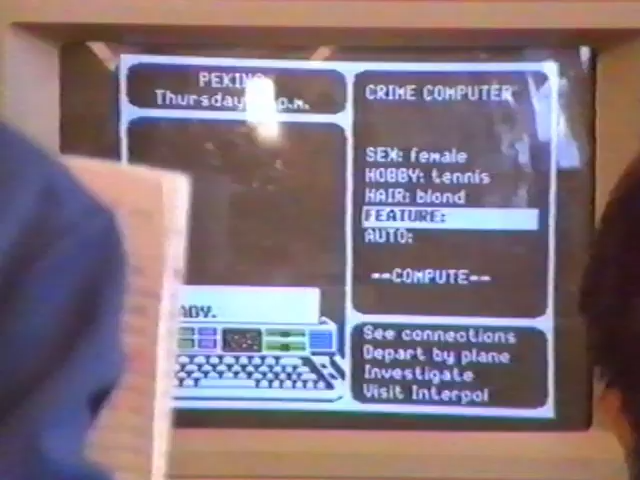 PEKING
Thursday p.m.
CRIME COMPUTER
SEX: female
HOBBY: tennis
HAIR: blond
FEATURE:
AUTO:
--COMPUTE--
ADY.
See connections
Depart by plane
Investigate
Visit Interpol